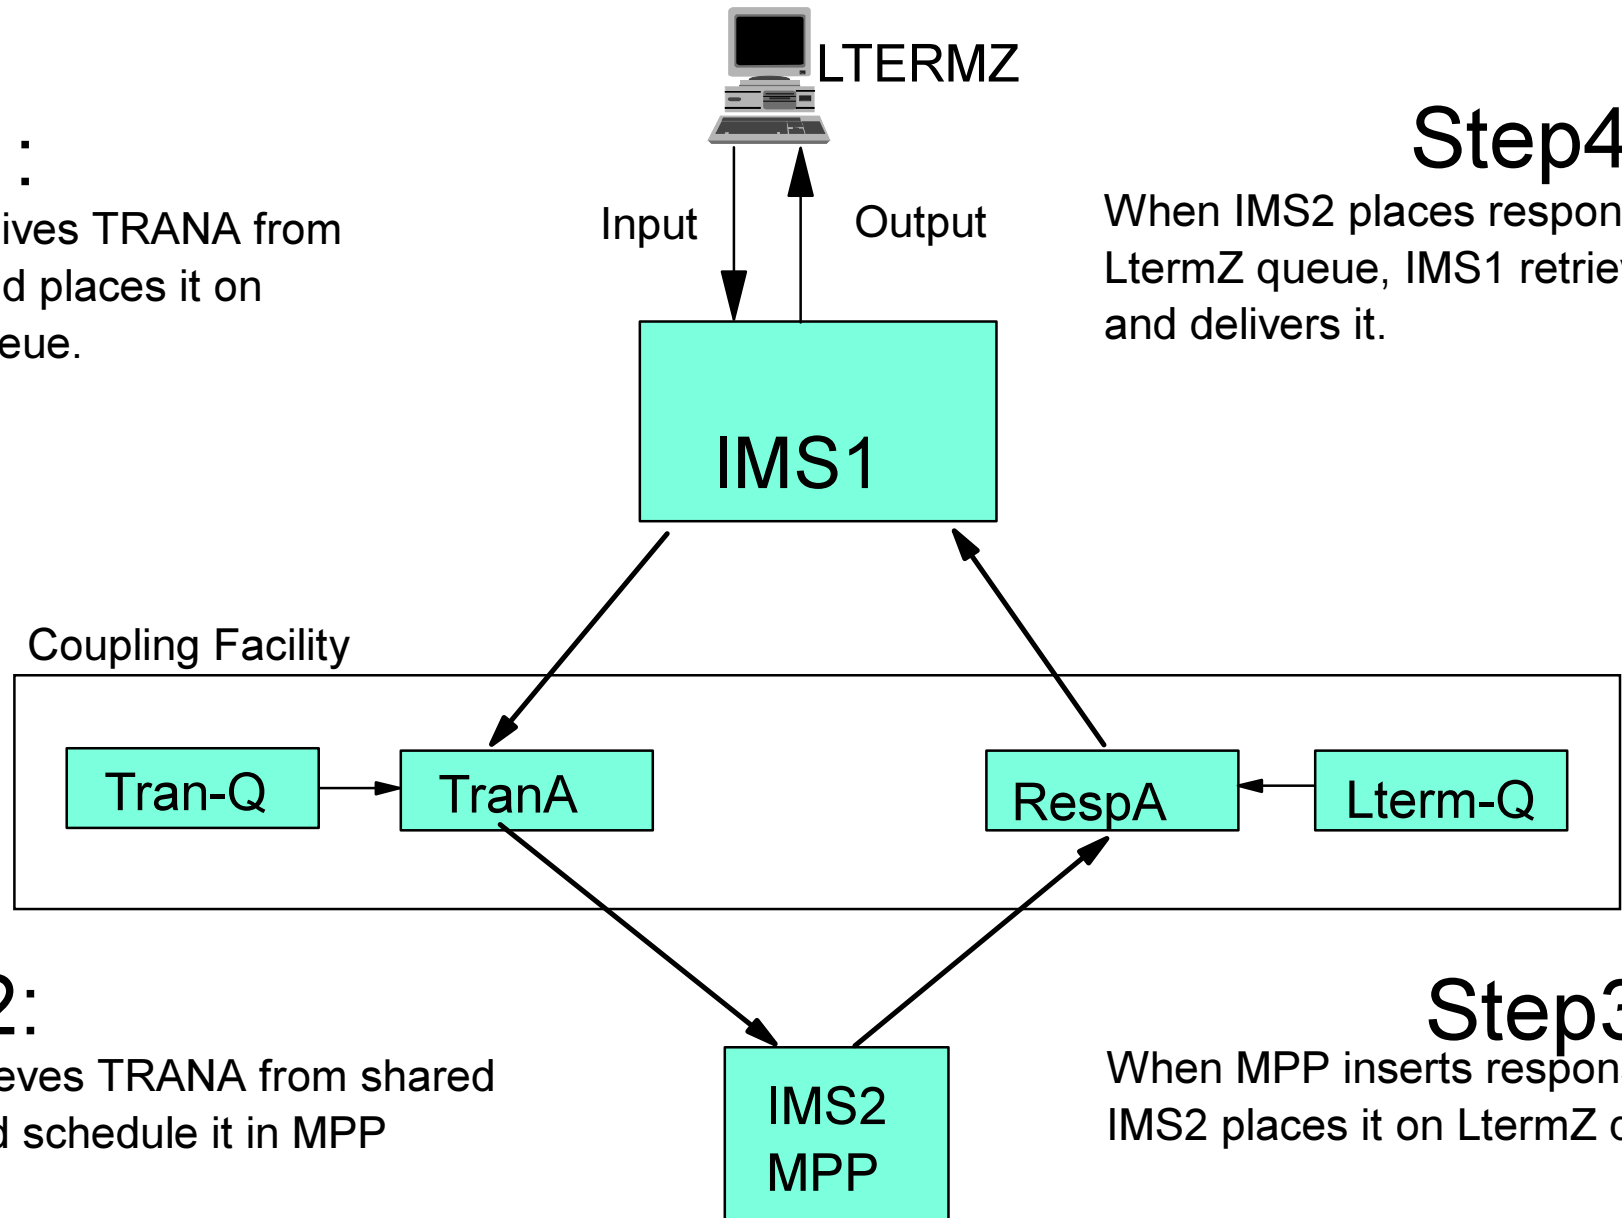 LTERMZ
:
ives TRANA from
d places it on
eue.
Input
Output
Step4
When IMS2 places respon
LtermZ queue, IMS1 retrie
and delivers it.
IMS1
Coupling Facility
Tran-Q
TranA
RespA
Lterm-Q
2:
eves TRANA from shared
d schedule it in MPP
IMS2
MPP
Step3
When MPP inserts respon
IMS2 places it on LtermZ